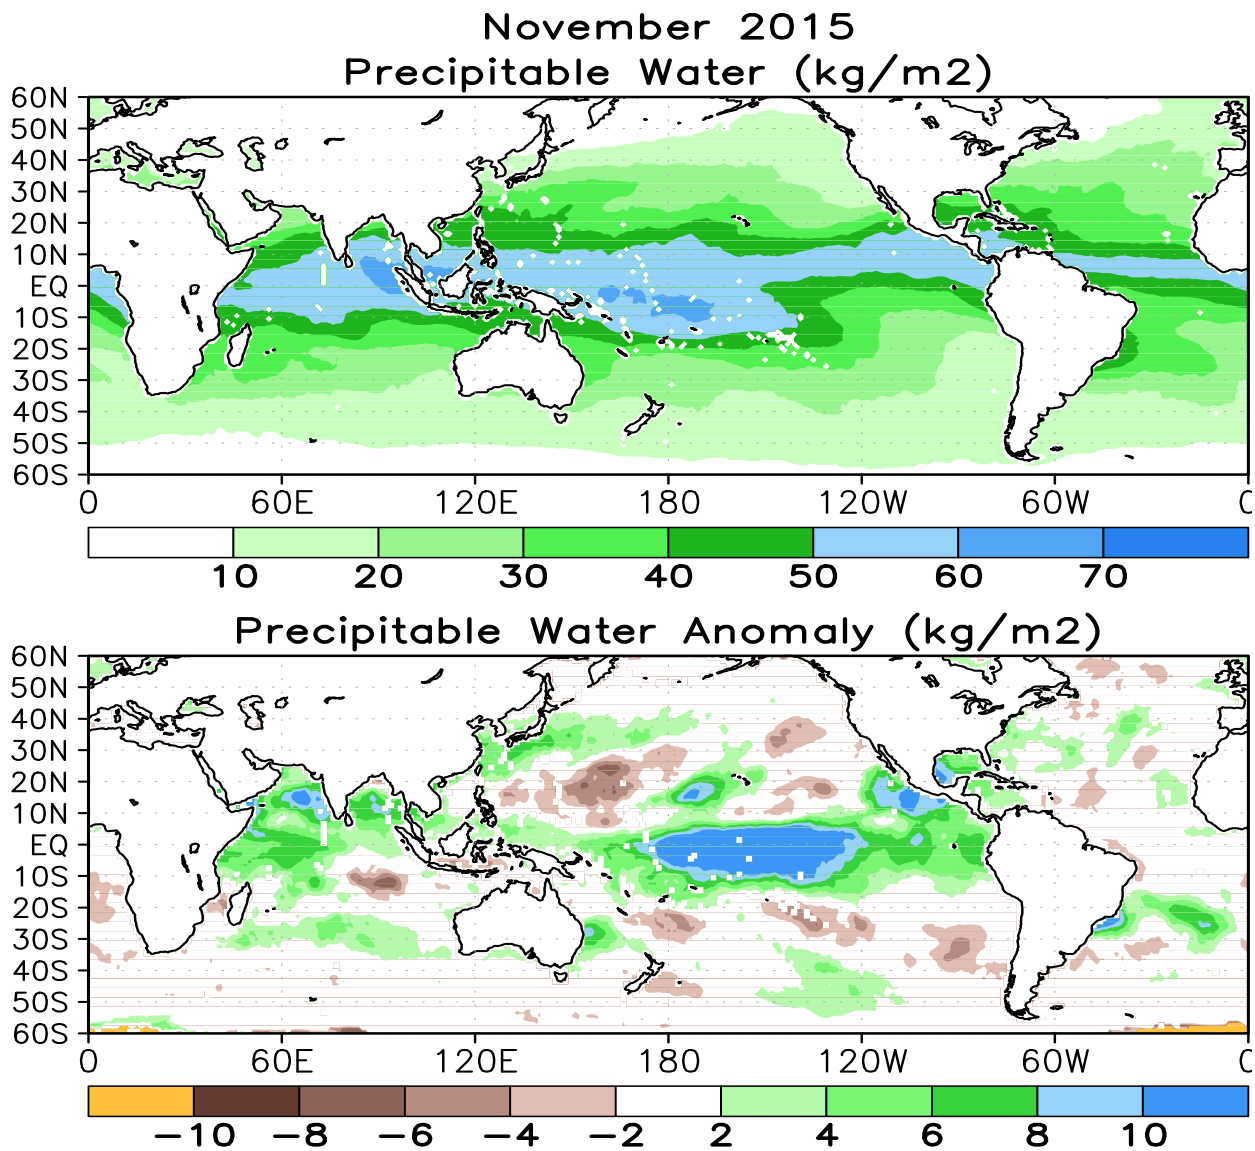 November 2015
Precipitable Water (kg/m2)
60N
50N
40N
30N
20N
10N
EQ
10S
20S
30S
40S
50S
60S
0 60E 120E 180 120W 60W 0
10 20 30 40 50 60 70
Precipitable Water Anomaly (kg/m2)
60N
50N
40N
30N
20N
10N
EQ
10S
20S
30S
40S
50S
60S
0 60E 120E 180 120W 60W 0
−10 −8 −6 −4 −2 2 4 6 8 10